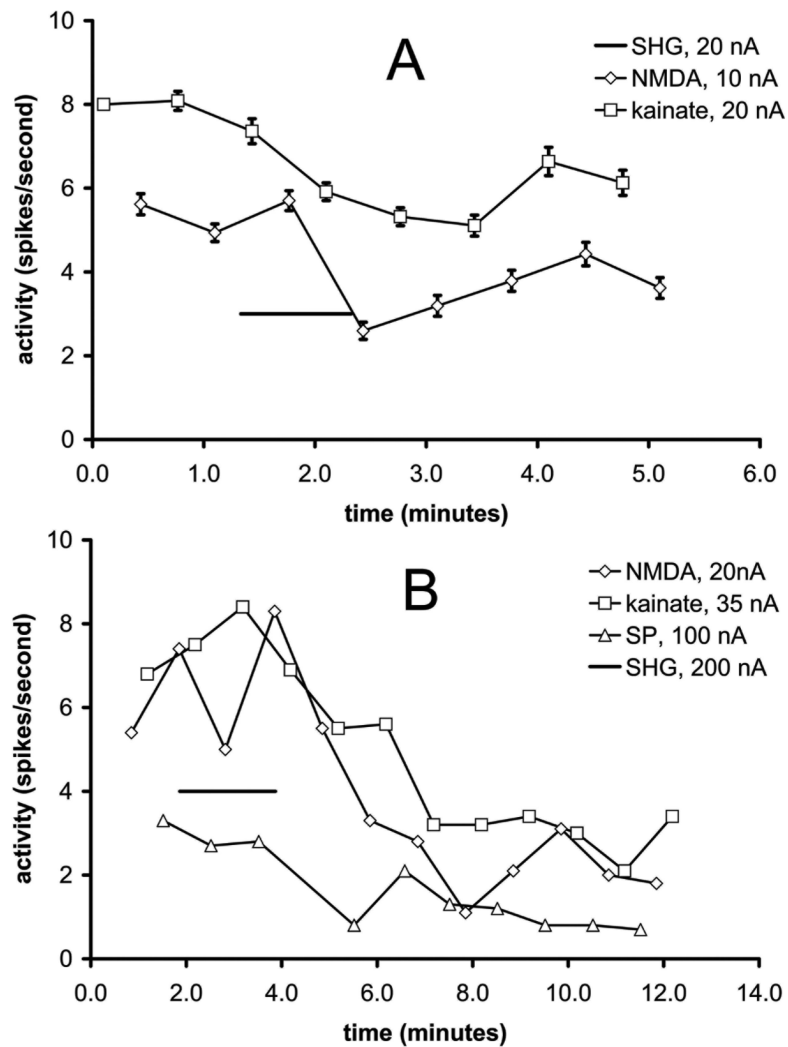 10
A
SHG, 20 nA
NMDA, 10 nA
kainate, 20 nA
8
6
4
2
0
activity (spikes/second)
0.0 1.0 2.0 3.0 4.0 5.0 6.0
time (minutes)
10
B
NMDA, 20nA
kainate, 35 nA
SP, 100 nA
SHG, 200 nA
8
6
4
2
0
activity (spikes/second)
0.0 2.0 4.0 6.0 8.0 10.0 12.0 14.0
time (minutes)